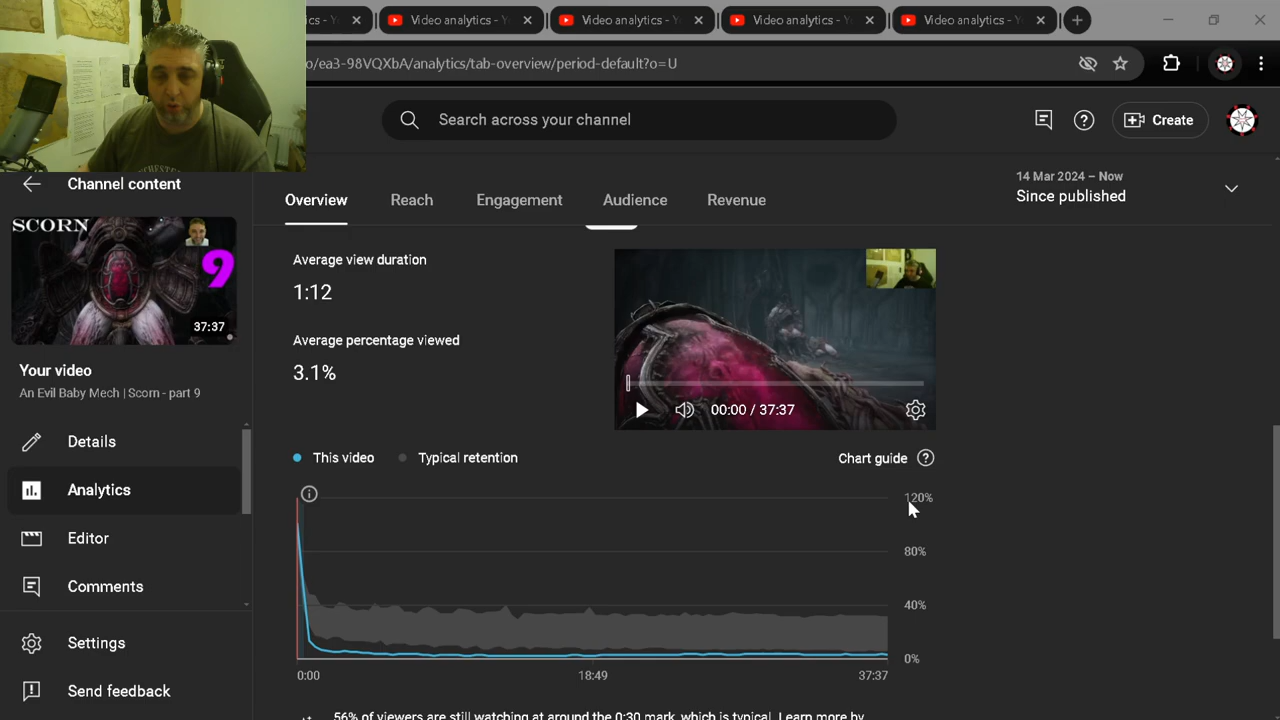 cs - Y
Video analytics - Y
Video analytics - Y
Video analytics - Y
Video analytics - Y
o/ea3-98VQXbA/analytics/tab-overview/period-default?o=U
Search across your channel
Create
Channel content
Overview
Reach
Engagement
Audience
Revenue
14 Mar 2024 – Now
Since published
SCORN
9
37:37
Your video
An Evil Baby Mech | Scorn - part 9
Details
Analytics
Editor
Comments
Settings
Send feedback
Average view duration
1:12
Average percentage viewed
3.1%
00:00 / 37:37
This video
Typical retention
Chart guide
120%
80%
40%
0%
0:00
18:49
37:37
56% of viewers are still watching at around the 0:30 mark, which is typical. Learn more by